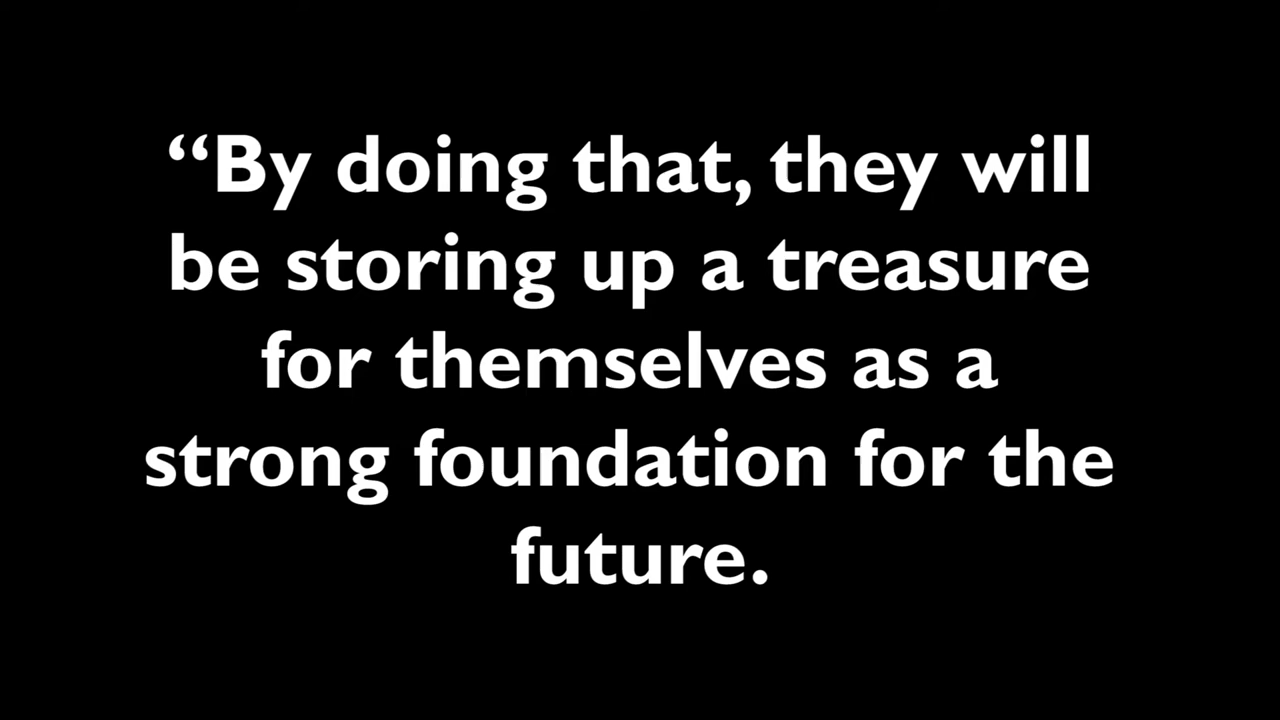 “By doing that, they will
be storing up a treasure
for themselves as a
strong foundation for the
future.